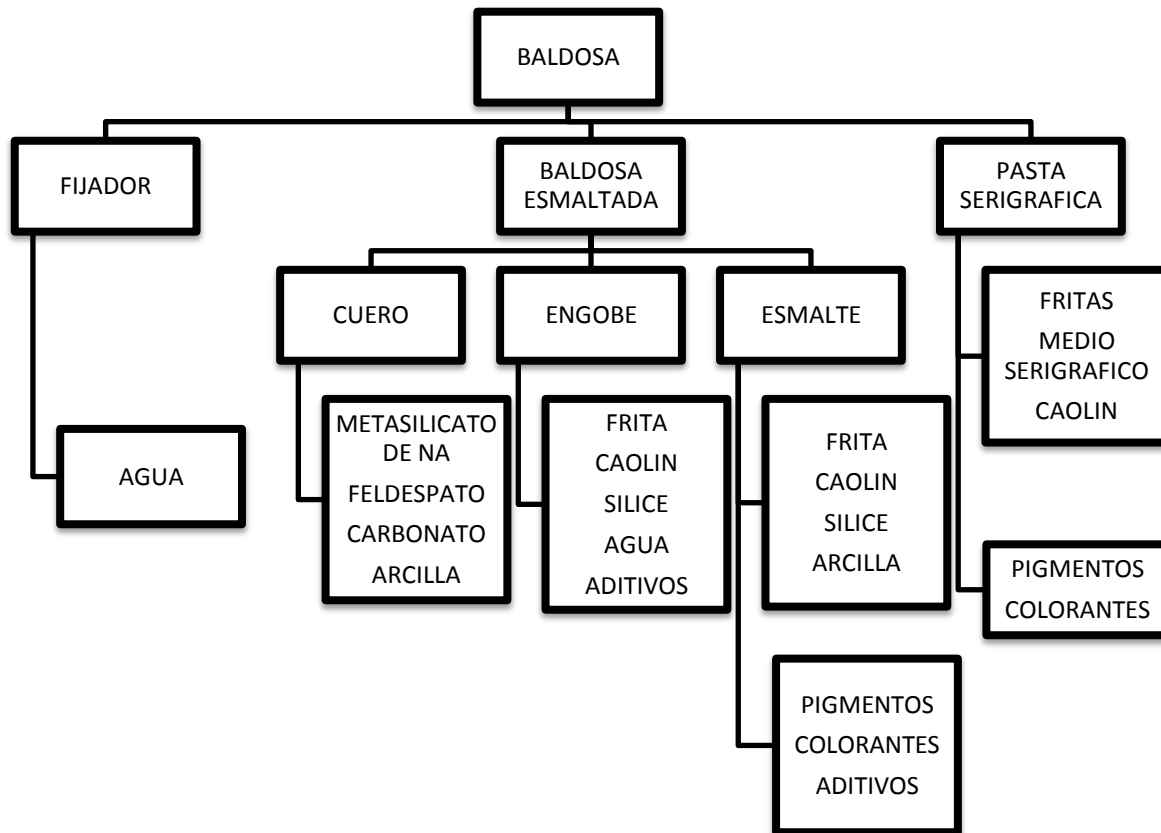 BALDOSA
FIJADOR
BALDOSA
ESMALTADA
PASTA
SERIGRAFICA
CUERO
ENGOBE
ESMALTE
FRITAS
MEDIO
SERIGRAFICO
CAOLIN
AGUA
METASILICATO
DE NA
FELDESPATO
CARBONATO
ARCILLA
FRITA
CAOLIN
SILICE
AGUA
ADITIVOS
FRITA
CAOLIN
SILICE
ARCILLA
PIGMENTOS
COLORANTES
PIGMENTOS
COLORANTES
ADITIVOS